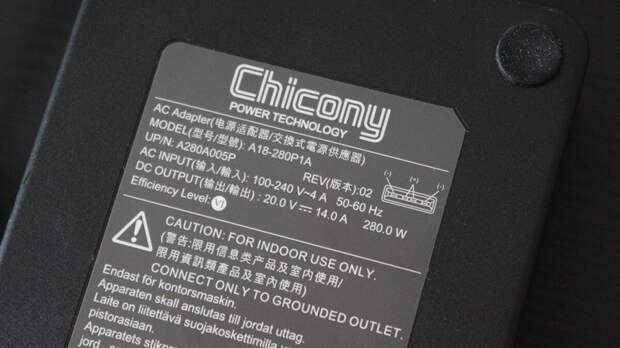 Chicony
POWER TECHNOLOGY
AC Adapter(电源适配器/交換式電源供應器)
MODEL(型号/型號): A18-280P1A
UP/N: A280A005P REV(版本):02
AC INPUT(输入/輸入): 100-240 V~4 A 50-60 Hz
DC OUTPUT(输出/輸出) : 20.0 V⎓14.0 A 280.0 W
Efficiency Level: VI
(-) (+) (-)
CAUTION: FOR INDOOR USE ONLY.
(警告:限用信息类产品及室内使用/
限用資訊類產品及室內使用/
CONNECT ONLY TO GROUNDED OUTLET.
Endast för kontorsmaskin.
Apparaten skall anslutas till jordat uttag.
Laite on liitettävä suojakoskettimilla
pistorasiaan.
Apparatets
jord